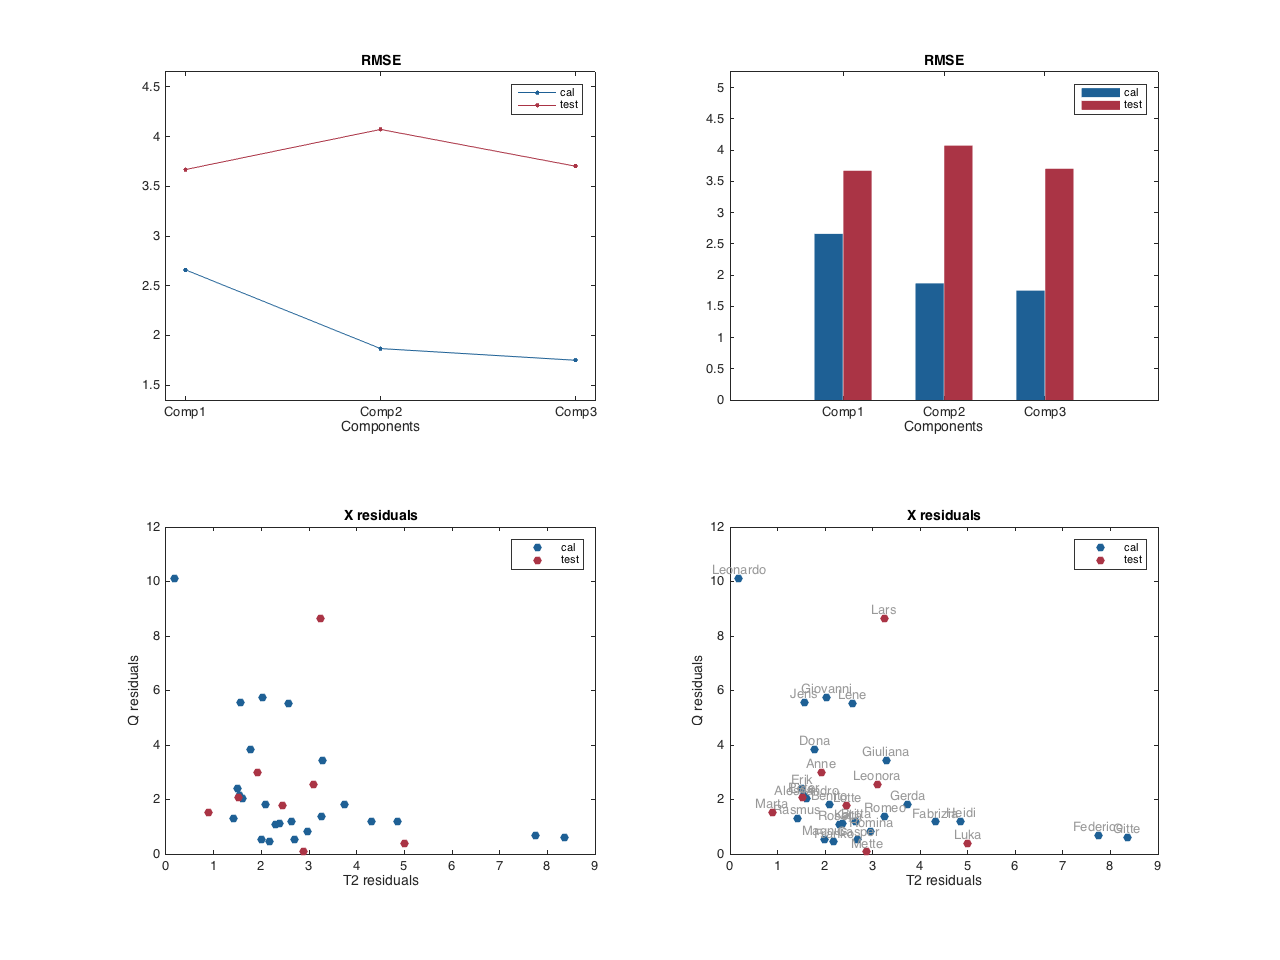 RMSE
4.5
4
3.5
3
2.5
2
1.5
cal
test
Comp1 Comp2 Comp3
Components
RMSE
5
4.5
4
3.5
3
2.5
2
1.5
1
0.5
0
cal
test
Comp1 Comp2 Comp3
Components
X residuals
12
10
8
6
4
2
0
Q residuals
cal
test
0 1 2 3 4 5 6 7 8 9
T2 residuals
X residuals
12
10
8
6
4
2
0
Q residuals
cal
test
Leonardo
Lars
Giovanni
Jens
Lene
Dona
Giuliana
Anne
Leonora
Erik
Lotte
Gerda
Marta
Rasmus
Romeo
Fabrizio
Heidi
Romina
Federico
Gitte
Luka
Mette
0 1 2 3 4 5 6 7 8 9
T2 residuals